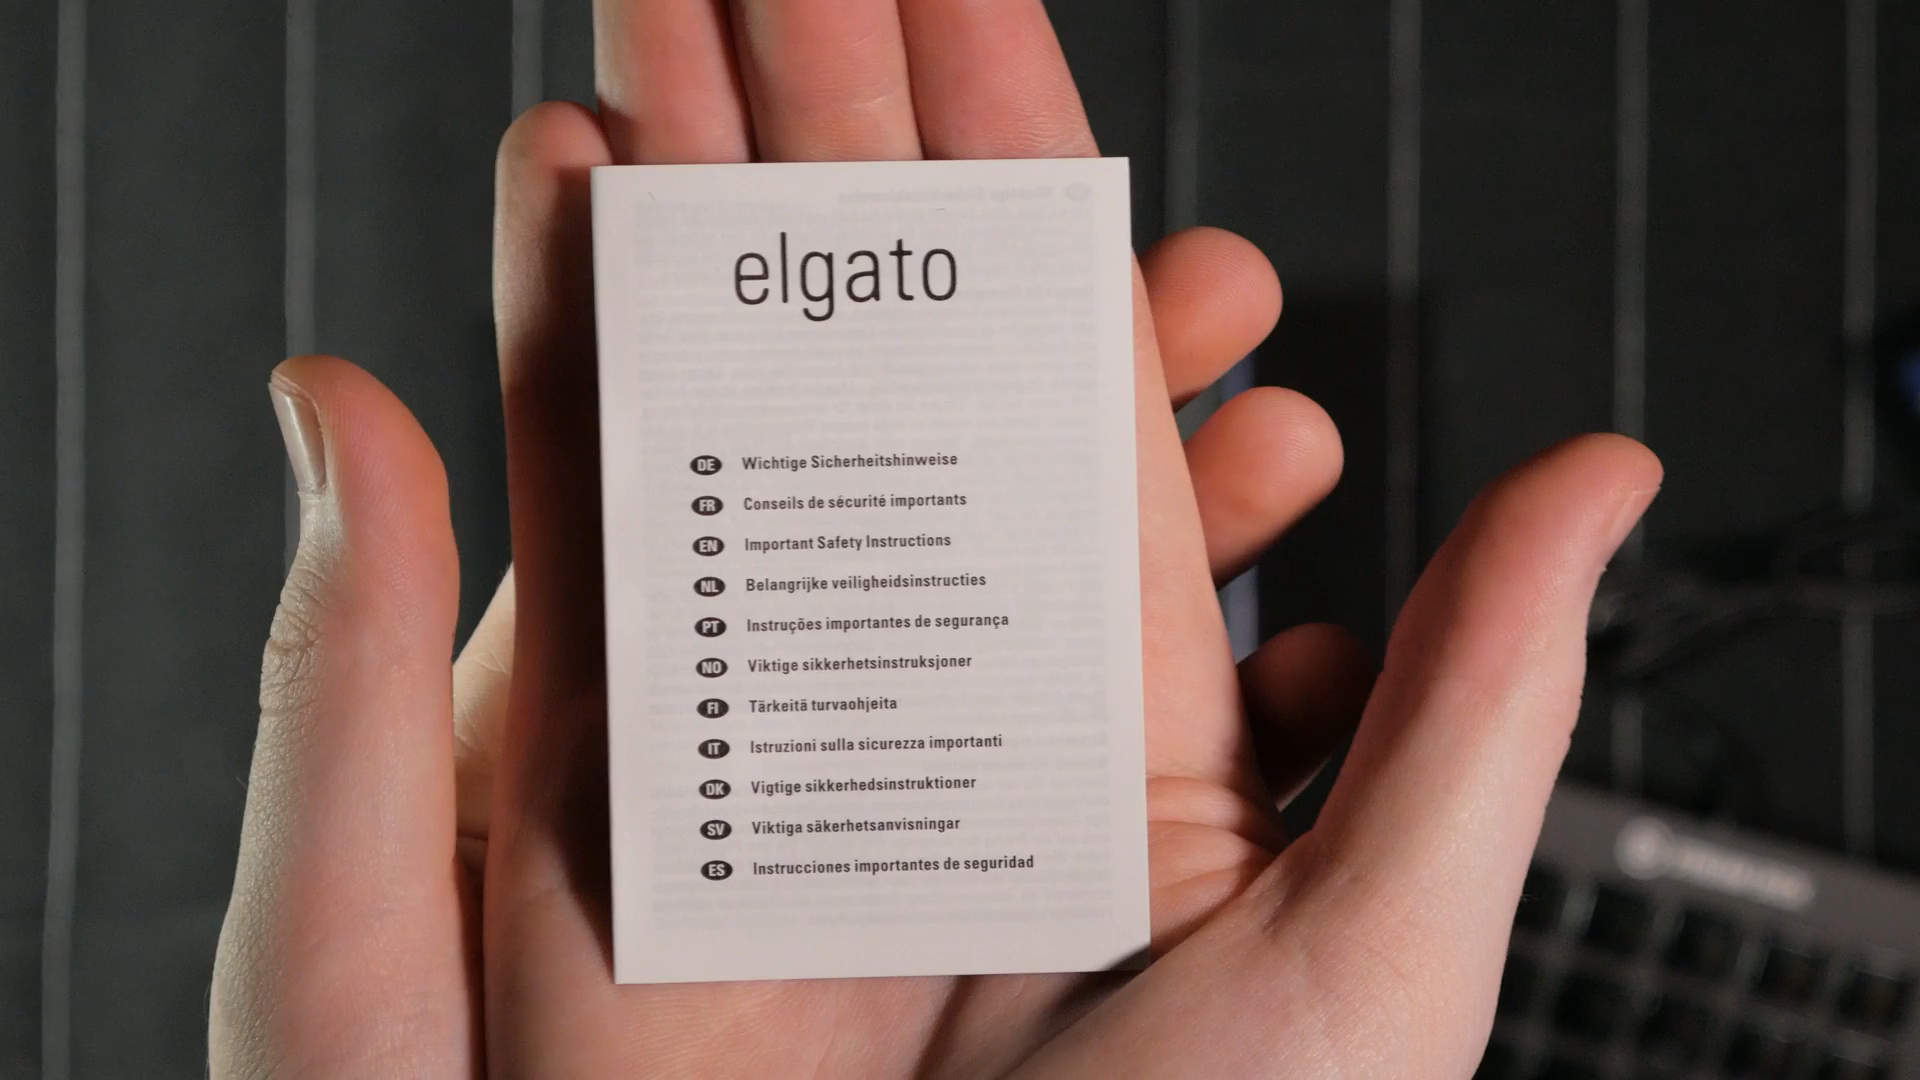 elgato
DE Wichtige Sicherheitshinweise
FR Conseils de sécurité importants
EN Important Safety Instructions
NL Belangrijke veiligheidsinstructies
PT Instruções importantes de segurança
NO Viktige sikkerhetsinstruksjoner
FI Tärkeitä turvaohjeita
IT Istruzioni sulla sicurezza importanti
DK Vigtige sikkerhedsinstruktioner
SV Viktiga säkerhetsanvisningar
ES Instrucciones importantes de seguridad